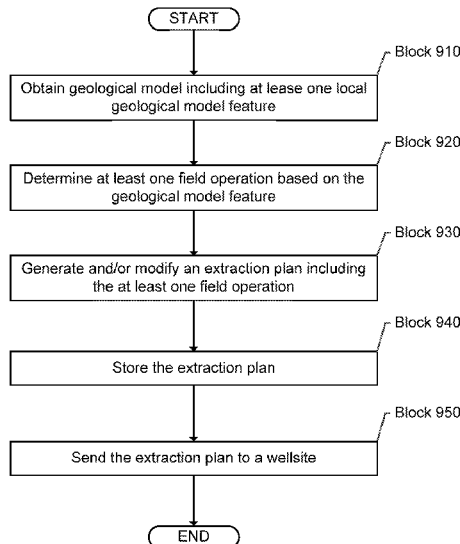 START
Block 910
Obtain geological model including at lease one local
geological model feature
Block 920
Determine at least one field operation based on the
geological model feature
Block 930
Generate and/or modify an extraction plan including
the at least one field operation
Block 940
Store the extraction plan
Block 950
Send the extraction plan to a wellsite
END